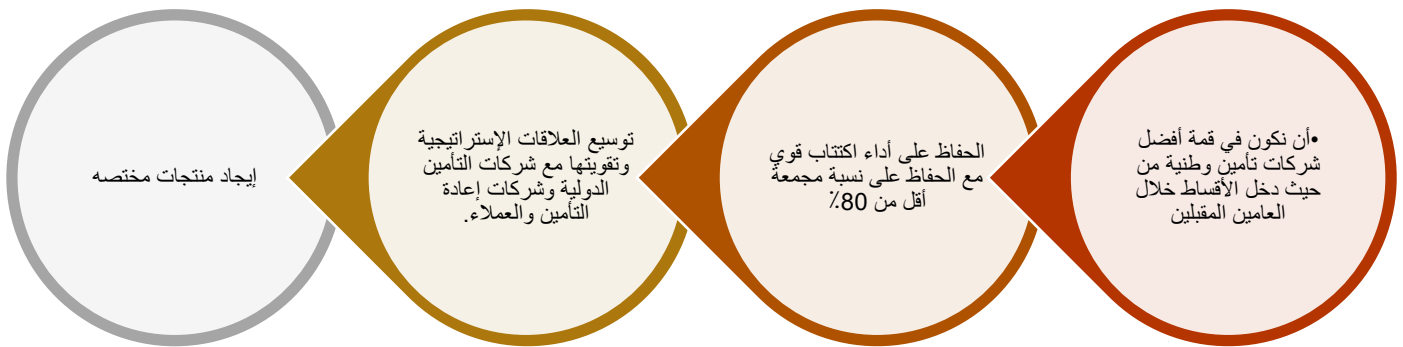 •أن نكون في قمة أفضل
شركات تأمين وطنية من
حيث دخل الأقساط خلال
العامين المقبلين
الحفاظ على أداء اكتتاب قوي
مع الحفاظ على نسبة مجمعة
أقل من 80٪
توسيع العلاقات الإستراتيجية
وتقويتها مع شركات التأمين
الدولية وشركات إعادة
التأمين والعملاء.
إيجاد منتجات مختصه